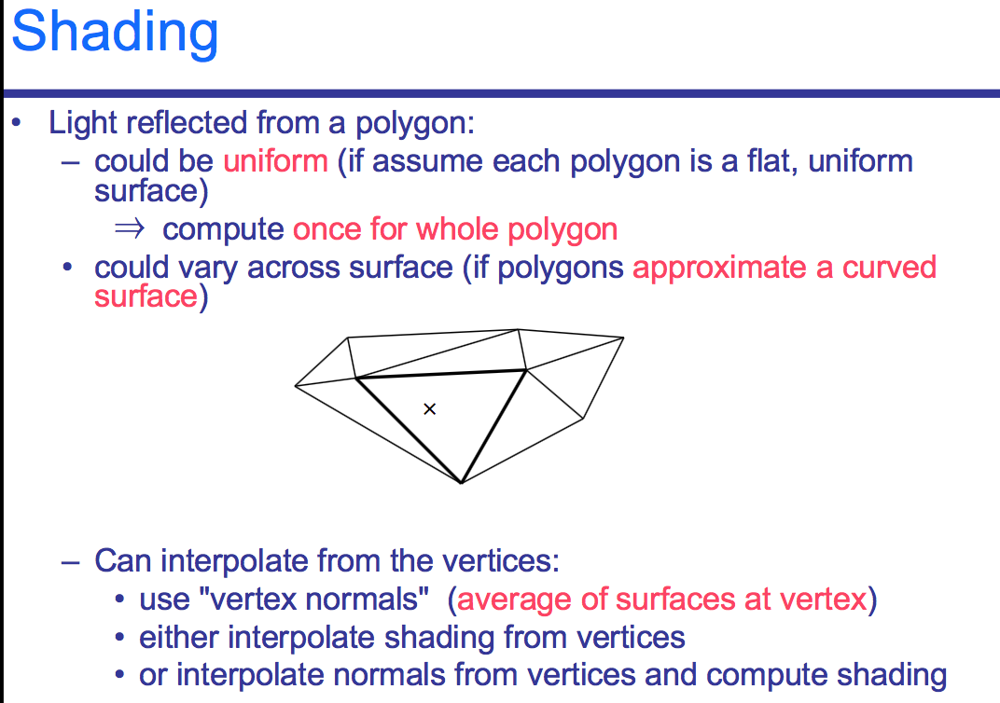 Shading
• Light reflected from a polygon:
– could be uniform (if assume each polygon is a flat, uniform
surface)
⇒ compute once for whole polygon
• could vary across surface (if polygons approximate a curved
surface)
×
– Can interpolate from the vertices:
• use "vertex normals" (average of surfaces at vertex)
• either interpolate shading from vertices
• or interpolate normals from vertices and compute shading